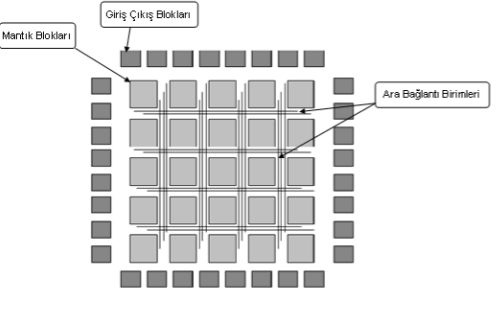 Giriş Çıkış Blokları
Mantık Blokları
Ara Bağlantı Birimleri